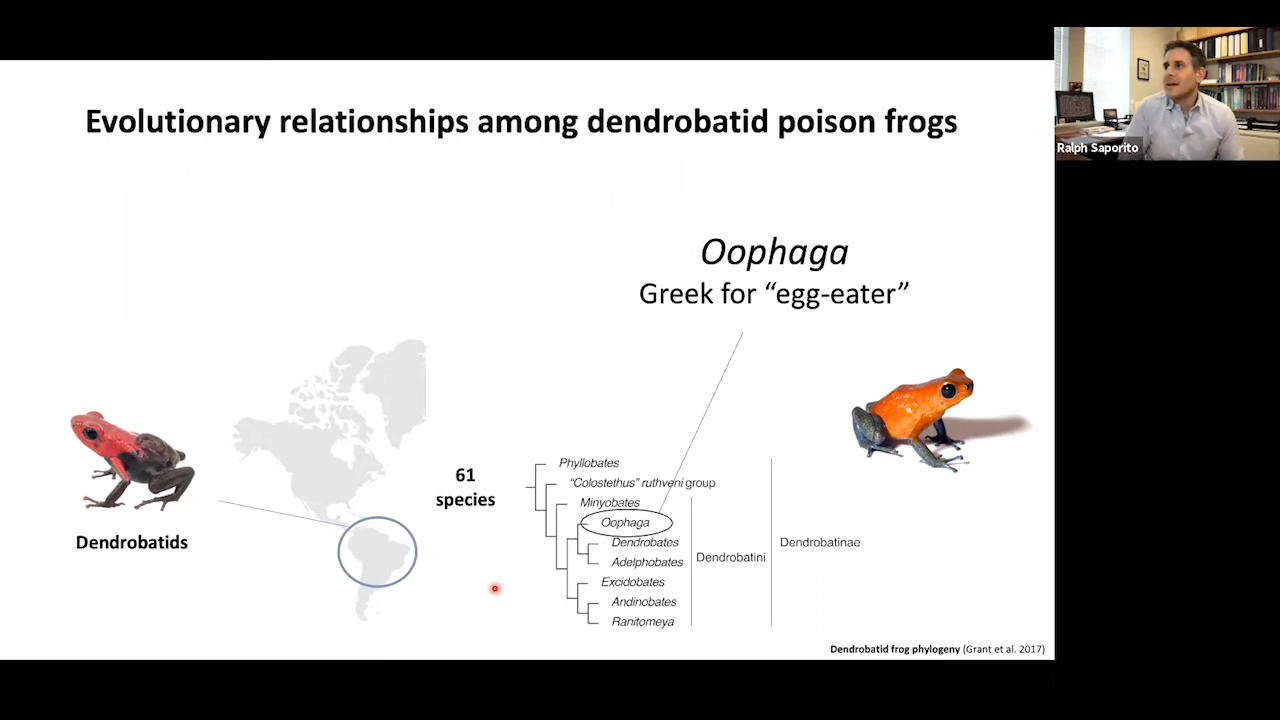 Evolutionary relationships among dendrobatid poison frogs
Ralph Saporito
Oophaga
Greek for “egg-eater”
61
species
Dendrobatids
Phyllobates
“Colostethus” ruthveni group
Minyobates
Oophaga
Dendrobates
Adelphobates
Excidobates
Andinobates
Ranitomeya
Dendrobatini
Dendrobatinae
Dendrobatid frog phylogeny (Grant et al. 2017)